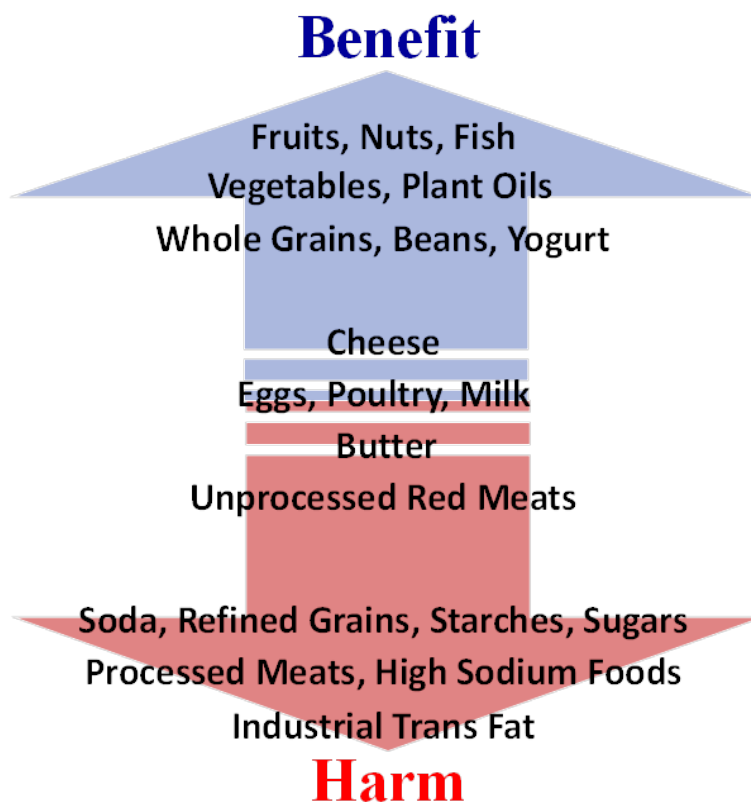 Benefit
Fruits, Nuts, Fish
Vegetables, Plant Oils
Whole Grains, Beans, Yogurt
Cheese
Eggs, Poultry, Milk
Butter
Unprocessed Red Meats
Soda, Refined Grains, Starches, Sugars
Processed Meats, High Sodium Foods
Industrial Trans Fat
Harm